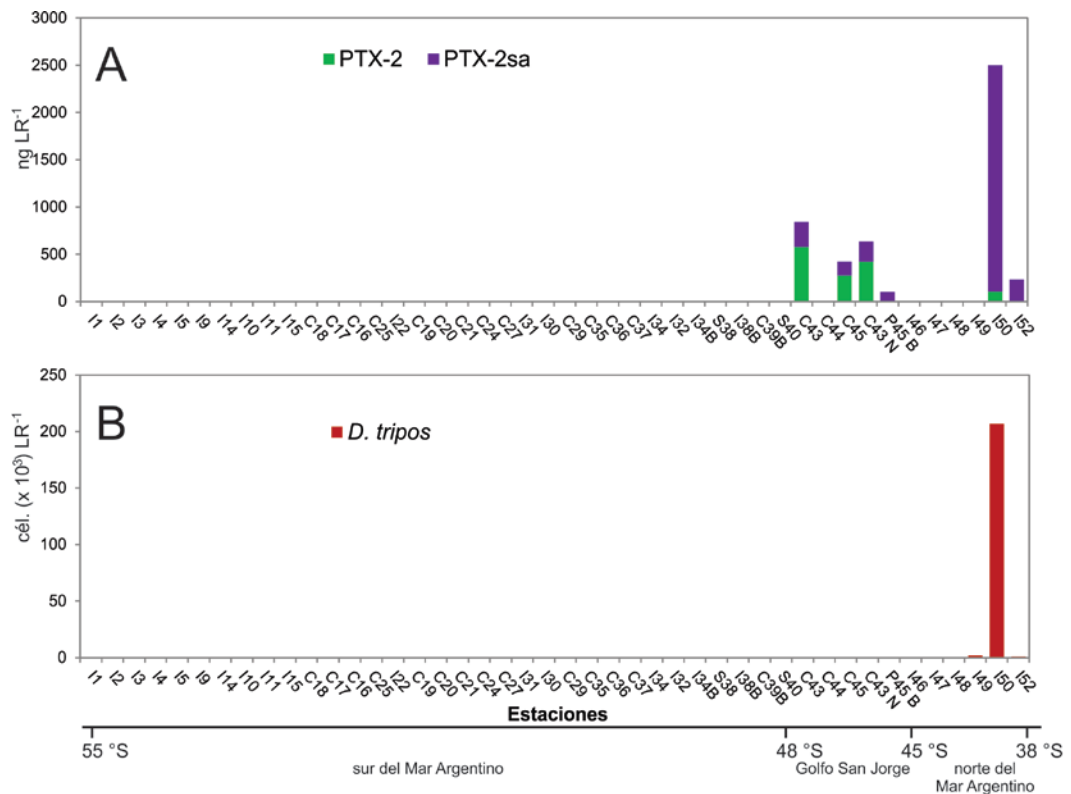 A
PTX-2 PTX-2sa
ng LR⁻¹
3000
2500
2000
1500
1000
500
0
I1 I2 I3 I4 I5 I9 I14 I10 I11 I15 C18 C17 C16 C25 I22 C19 C20 C21 C24 C27 I31 I30 C29 C35 C36 C37 I34 I32 I34B S38 I38B C39B S40 C43 C44 C45 C43 N P45 B I46 I47 I48 I49 I50 I52
B
D. tripos
cél. (x 10³) LR⁻¹
250
200
150
100
50
0
I1 I2 I3 I4 I5 I9 I14 I10 I11 I15 C18 C17 C16 C25 I22 C19 C20 C21 C24 C27 I31 I30 C29 C35 C36 C37 I34 I32 I34B S38 I38B C39B S40 C43 C44 C45 C43 N P45 B I46 I47 I48 I49 I50 I52
Estaciones
55 °S 48 °S 45 °S 38 °S
sur del Mar Argentino Golfo San Jorge norte del
Mar Argentino